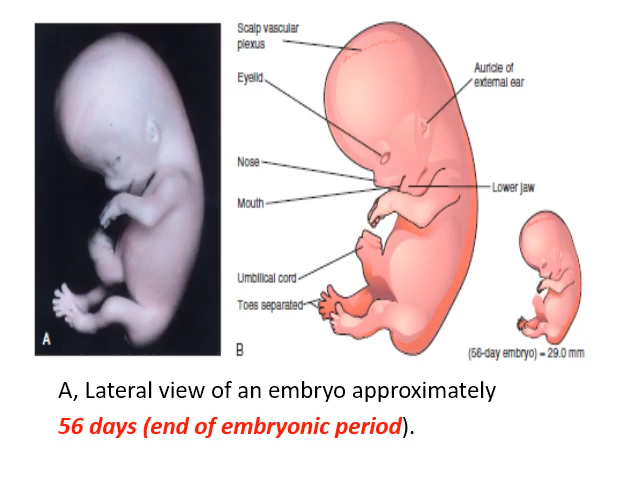 Scalp vascular
plexus
Eyelid
Auricle of
external ear
Nose
Mouth
Lower jaw
Umbilical cord
Toes separated
A
B
(56-day embryo) = 29.0 mm
A, Lateral view of an embryo approximately
56 days (end of embryonic period).